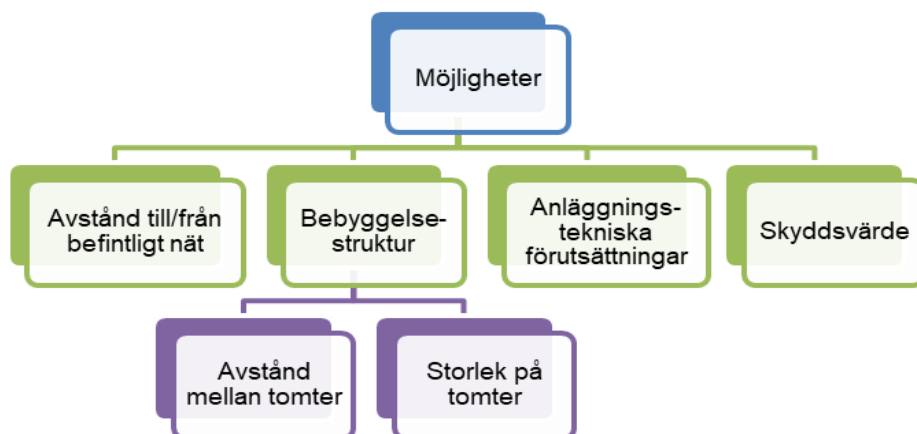 Möjligheter
Avstånd till/från
befintligt nät
Bebyggelse-
struktur
Anläggnings-
tekniska
förutsättningar
Skyddsvärde
Avstånd
mellan tomter
Storlek på
tomter